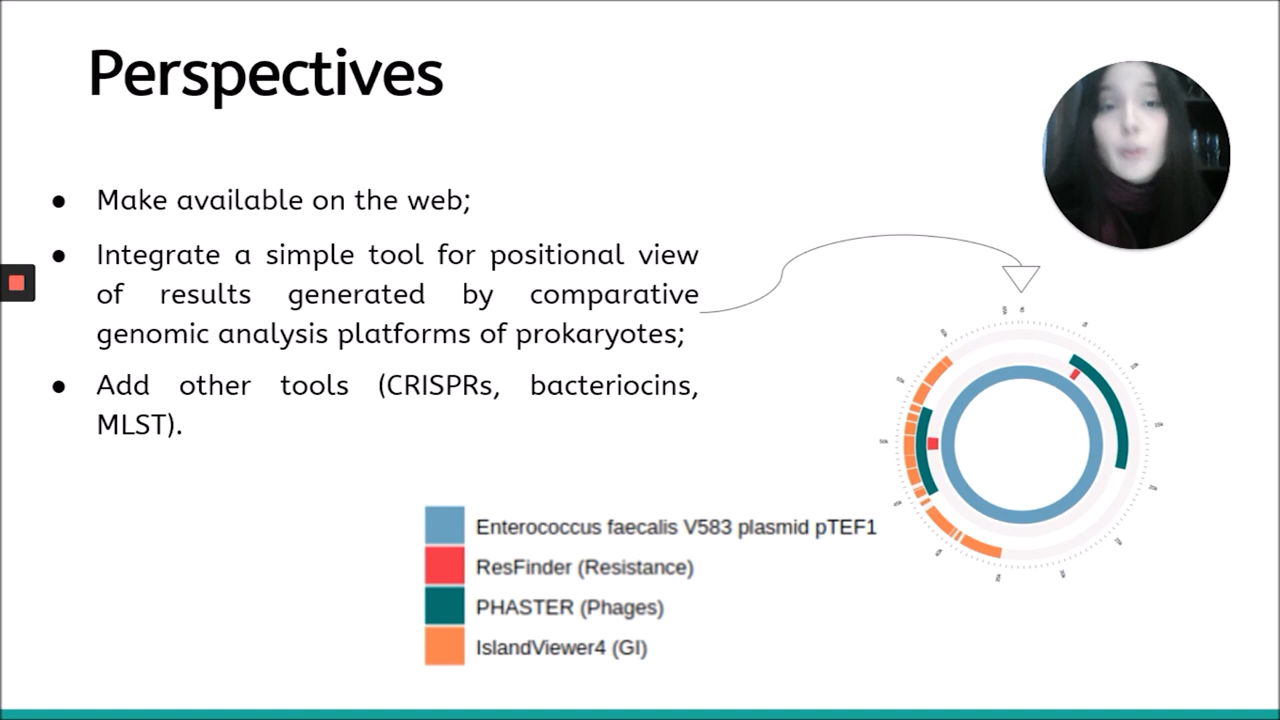 Perspectives
● Make available on the web;
● Integrate a simple tool for positional view
of results generated by comparative
genomic analysis platforms of prokaryotes;
● Add other tools (CRISPRs, bacteriocins,
MLST).
Enterococcus faecalis V583 plasmid pTEF1
ResFinder (Resistance)
PHASTER (Phages)
IslandViewer4 (GI)